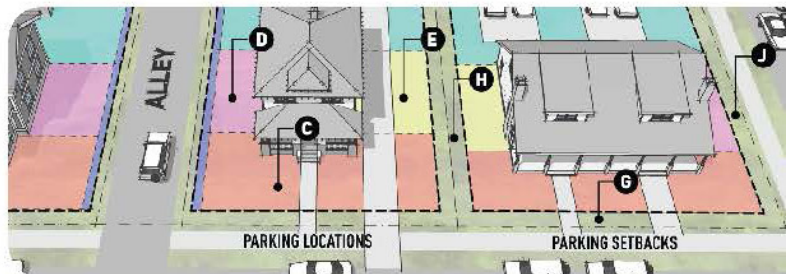 D
E
J
ALLEY
H
C
G
PARKING LOCATIONS
PARKING SETBACKS